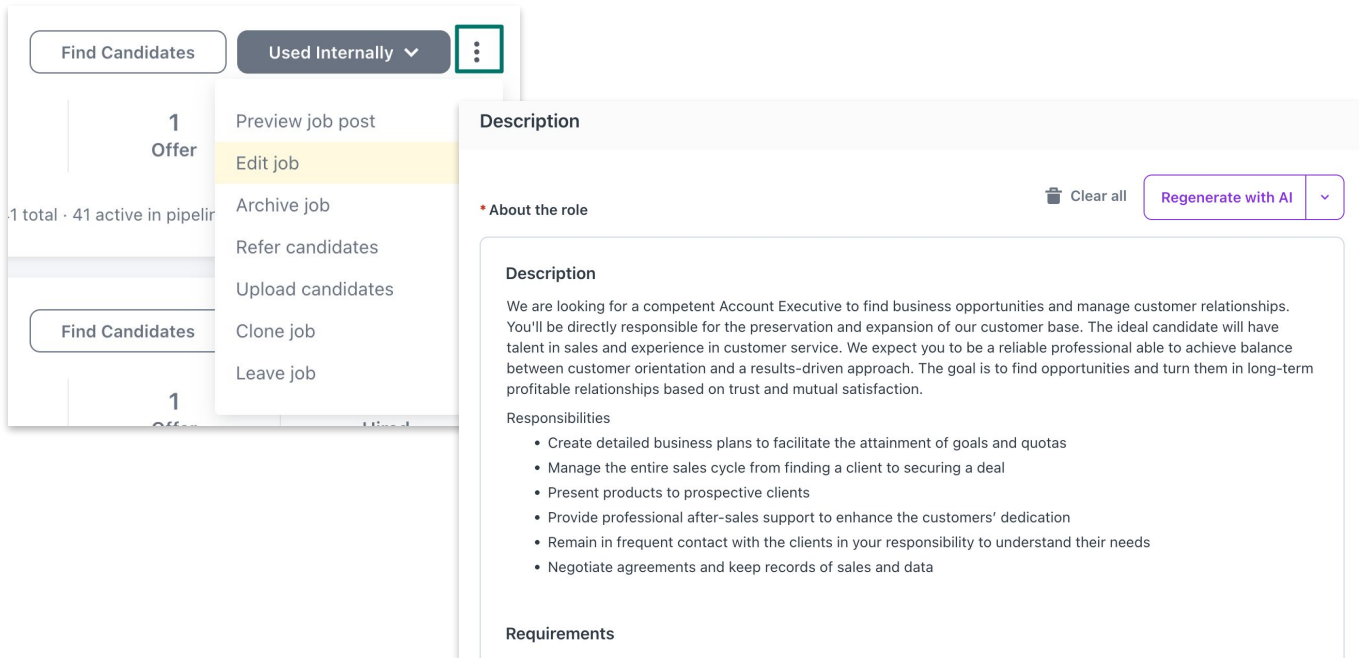 Find Candidates
Used Internally
1
Offer
Preview job post
Edit job
Archive job
41 total · 41 active in
Refer candidates
Upload candidates
Find Candidates
Clone job
Leave job
1
Description
Clear all
Regenerate with AI
* About the role
Description
We are looking for a competent Account Executive to find business opportunities and manage customer relationships.
You'll be directly responsible for the preservation and expansion of our customer base. The ideal candidate will have
talent in sales and experience in customer service. We expect you to be a reliable professional able to achieve balance
between customer orientation and a results-driven approach. The goal is to find opportunities and turn them in long-term
profitable relationships based on trust and mutual satisfaction.
Responsibilities
• Create detailed business plans to facilitate the attainment of goals and quotas
• Manage the entire sales cycle from finding a client to securing a deal
• Present products to prospective clients
• Provide professional after-sales support to enhance the customers’ dedication
• Remain in frequent contact with the clients in your responsibility to understand their needs
• Negotiate agreements and keep records of sales and data
Requirements